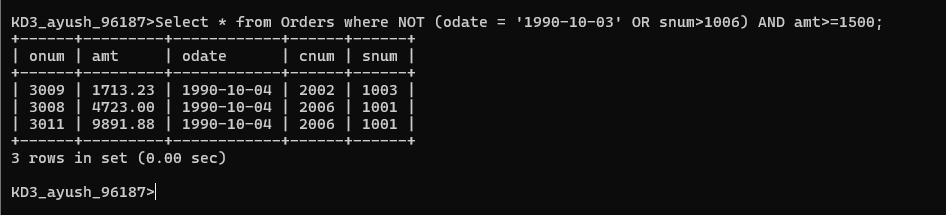 KD3_ayush_96187>Select * from Orders where NOT (odate = '1990-10-03' OR snum>1006) AND amt>=1500;
+------+---------+------------+------+------+
| onum | amt     | odate      | cnum | snum |
+------+---------+------------+------+------+
| 3009 | 1713.23 | 1990-10-04 | 2002 | 1003 |
| 3008 | 4723.00 | 1990-10-04 | 2006 | 1001 |
| 3011 | 9891.88 | 1990-10-04 | 2006 | 1001 |
+------+---------+------------+------+------+
3 rows in set (0.00 sec)
KD3_ayush_96187>